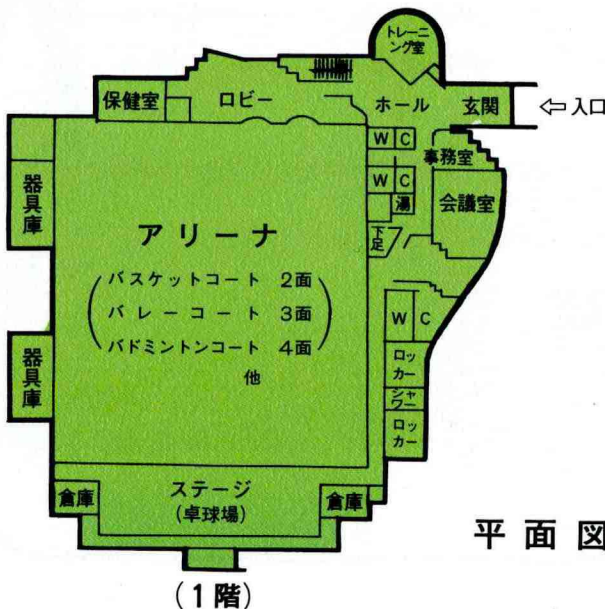 トレーニ
ング室
保健室
ロビー
ホール
玄関
⇦ 入口
W C
事務室
W C
湯
会議室
下足
器具庫
アリーナ
バスケットコート 2面
バレーコート 3面
バドミントンコート 4面
他
W C
器具庫
ロッ
カー
シャ
ワー
ロッ
カー
倉庫
ステージ
(卓球場)
倉庫
平面図
(1階)